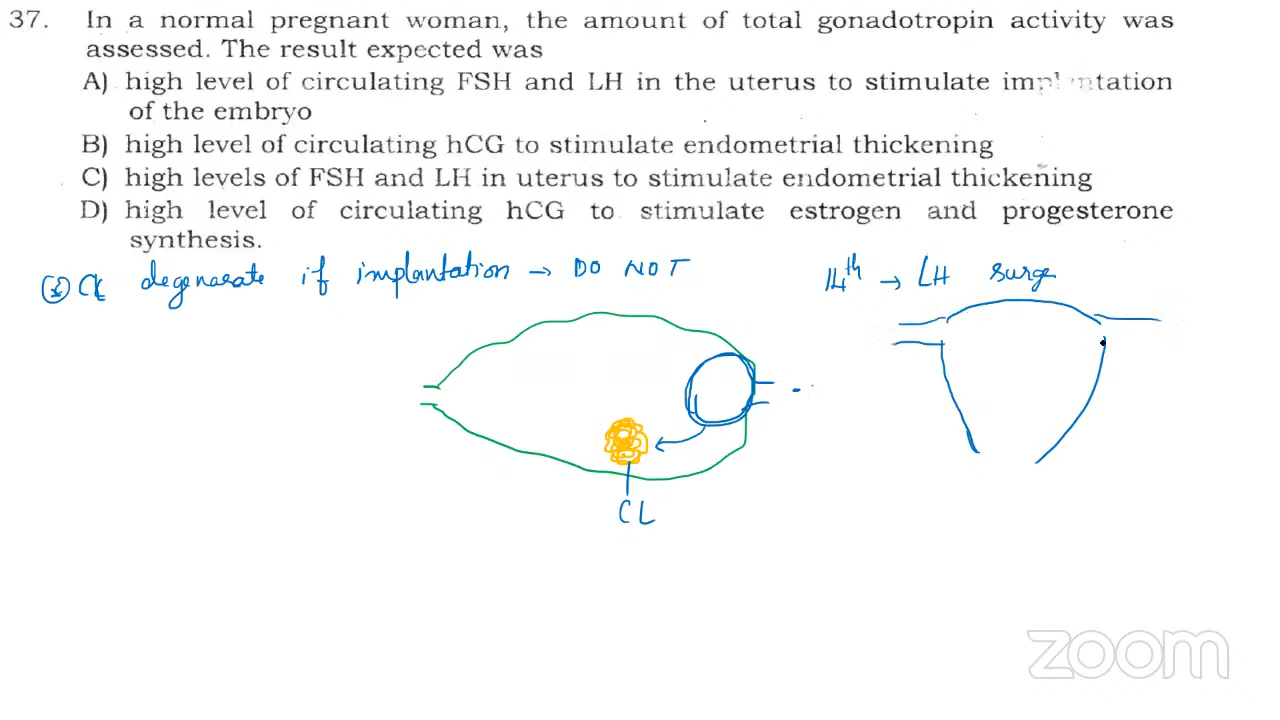 37. In a normal pregnant woman, the amount of total gonadotropin activity was
assessed. The result expected was
A) high level of circulating FSH and LH in the uterus to stimulate implantation
of the embryo
B) high level of circulating hCG to stimulate endometrial thickening
C) high levels of FSH and LH in uterus to stimulate endometrial thickening
D) high level of circulating hCG to stimulate estrogen and progesterone
synthesis.
degenarate if implantation → DO NOT
14th → LH surge
CL
zoom